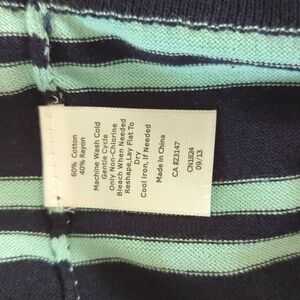 60% Cotton
40% Rayon
Machine Wash Cold
Gentle Cycle
Only Non-Chlorine
Bleach When Needed
Reshape,Lay Flat To
Dry
Cool Iron, If Needed
Made In China
CA #23147
CN1824
09/13